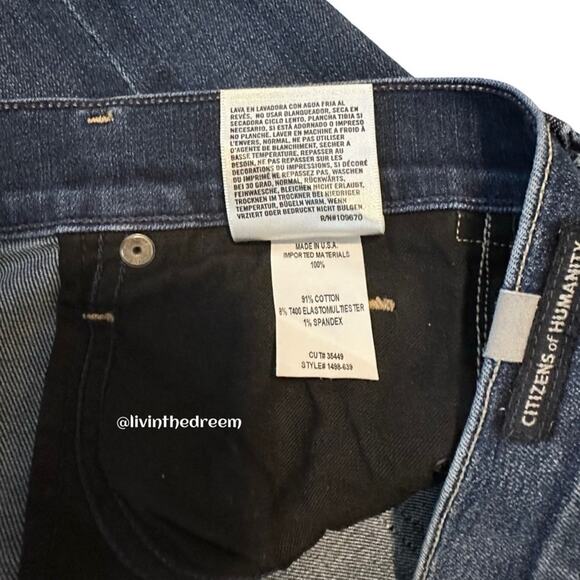 LAVA EN LAVADORA CON AGUA FRIA AL
REVÉS, NO USAR BLANQUEADOR, SECA EN
SECADORA CICLO LENTO, PLANCHA TIBIA SI
NECESARIO, SI ESTÁ ADORNADO O IMPRESO
NO PLANCHE. LAVER EN MACHINE A FROID À
L'ENVERS, NORMAL, NE PAS UTILISER
D'AGENTS DE BLANCHIMENT, SECHER A
BASSE TEMPERATURE. REPASSER AU
BESOIN, NE PAS REPASSER SUR LES
DECORATIONS OU IMPRESSIONS, SI DÉCORÉ
OU IMPRIMÉ NE REPASSEZ PAS, WASCHEN
BEI 30 GRAD, NORMAL, RÜCKWÄRTS,
FEINWAESCHE, BLEICHEN NICHT ERLAUBT,
TROCKNEN IM TROCKNER BEI NIEDRIGER
TEMPERATUR, BÜGELN WARM, WENN
VRZIERT ODER BEDRUCKT NICHT BÜGELN
R/N#109670
MADE IN U.S.A.
IMPORTED MATERIALS
100%
91% COTTON
8% T400 ELASTOMULTIESTER
1% SPANDEX
CUT# 35449
STYLE# 1498-639
CITIZENS of HUMANITY
@livinthedreem